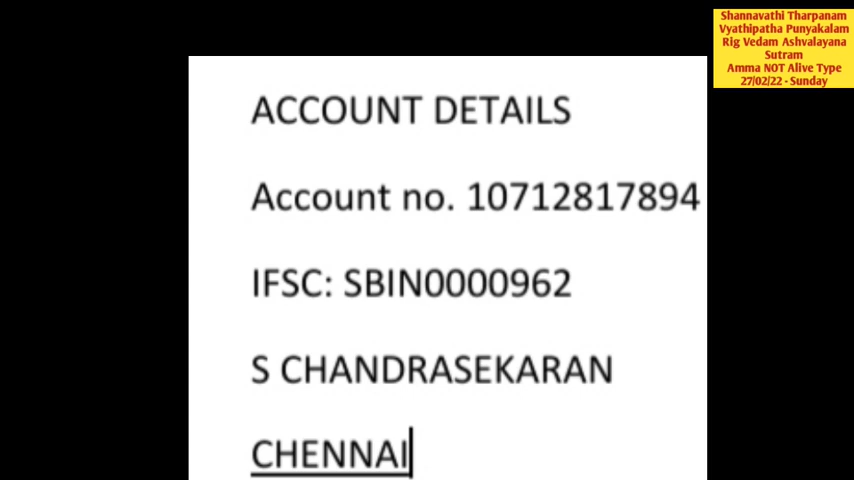 Shannavathi Tharpanam
Vyathipatha Punyakalam
Rig Vedam Ashvalayana
Sutram
Amma NOT Alive Type
27/02/22 - Sunday
ACCOUNT DETAILS
Account no. 10712817894
IFSC: SBIN0000962
S CHANDRASEKARAN
CHENNAI